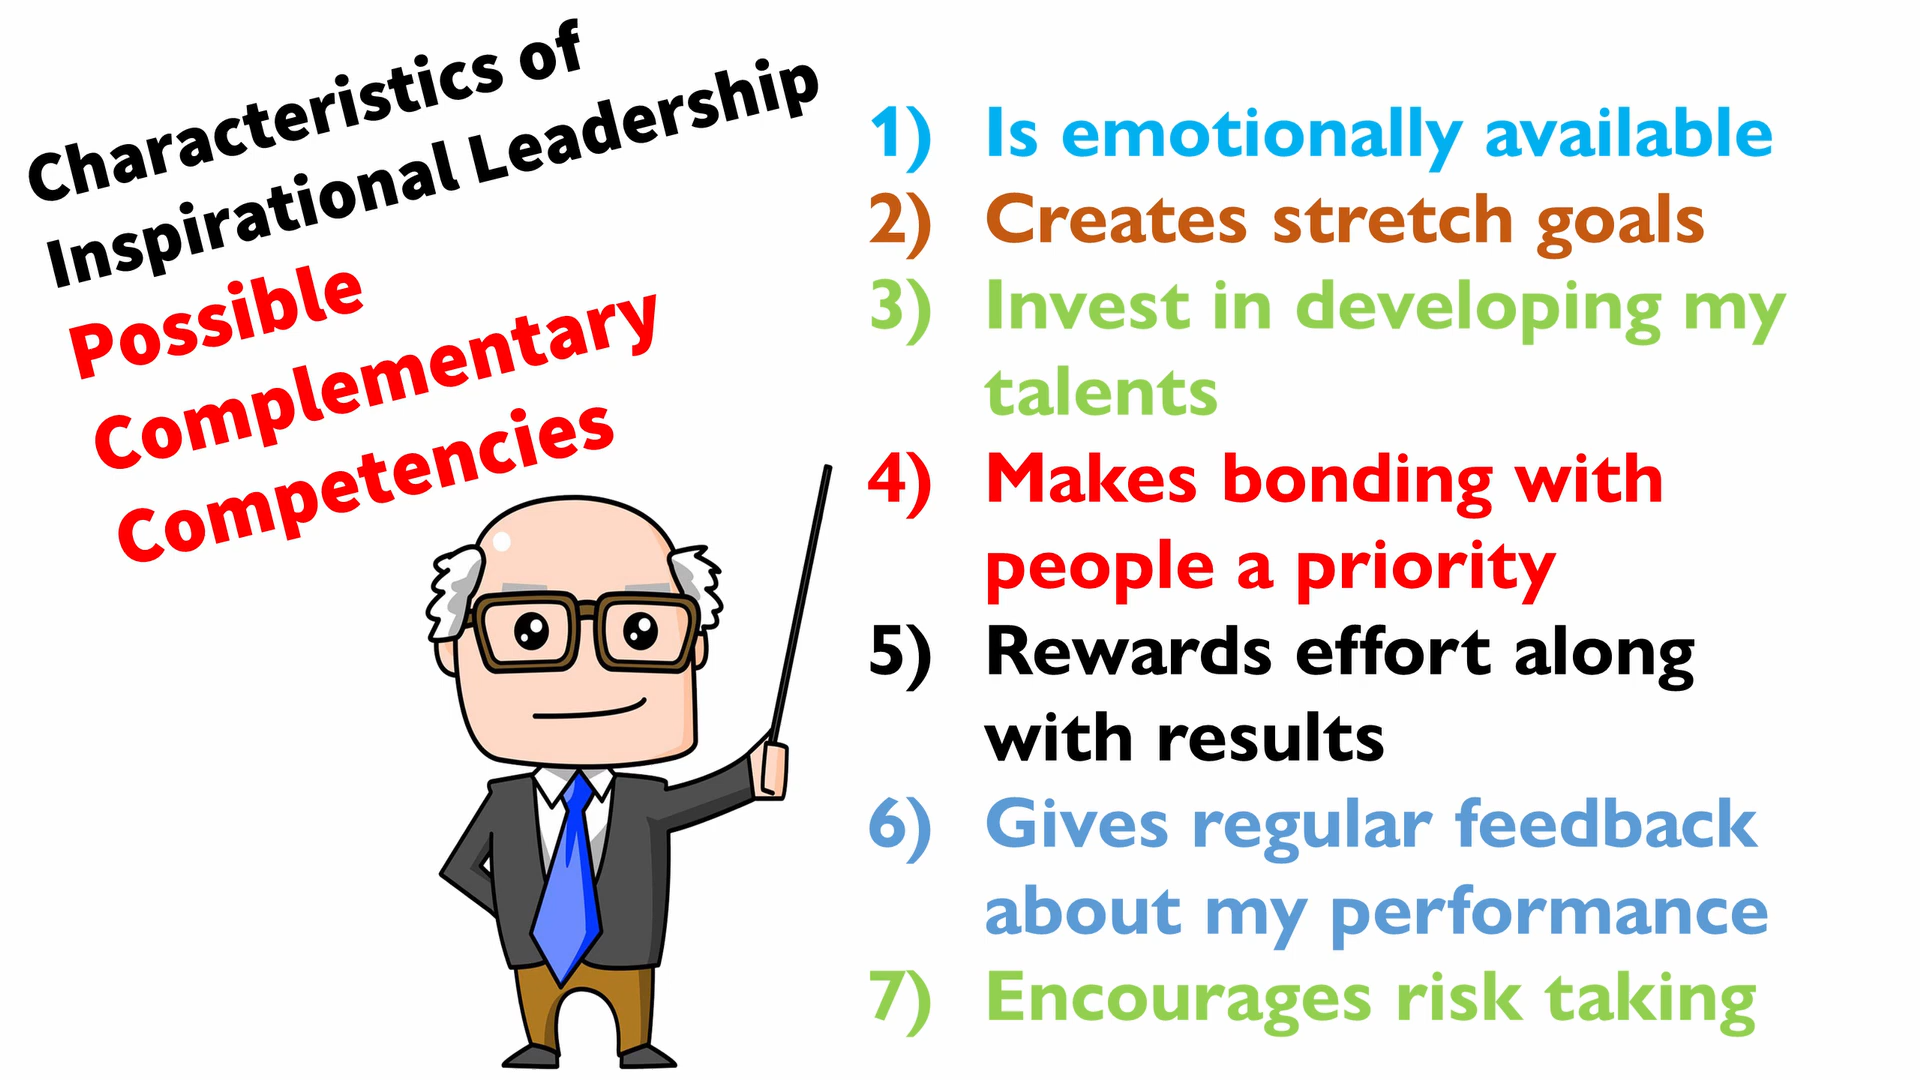 Characteristics of
Inspirational Leadership
Possible
Complementary
Competencies
1) Is emotionally available
2) Creates stretch goals
3) Invest in developing my
talents
4) Makes bonding with
people a priority
5) Rewards effort along
with results
6) Gives regular feedback
about my performance
7) Encourages risk taking